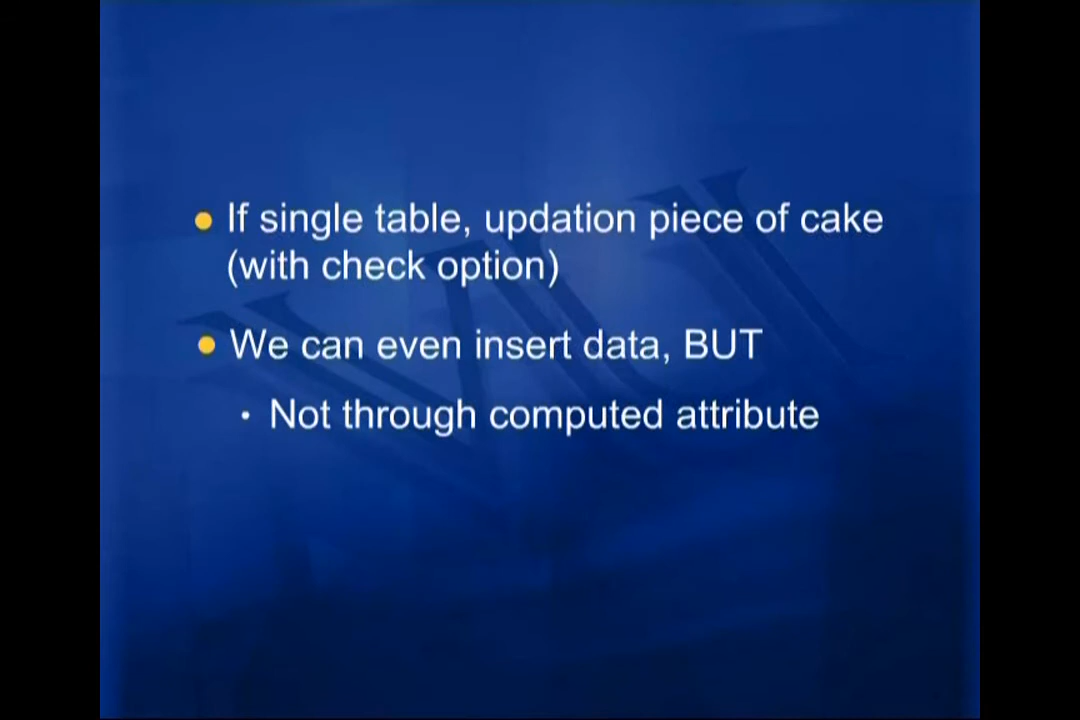 • If single table, updation piece of cake
(with check option)
• We can even insert data, BUT
• Not through computed attribute